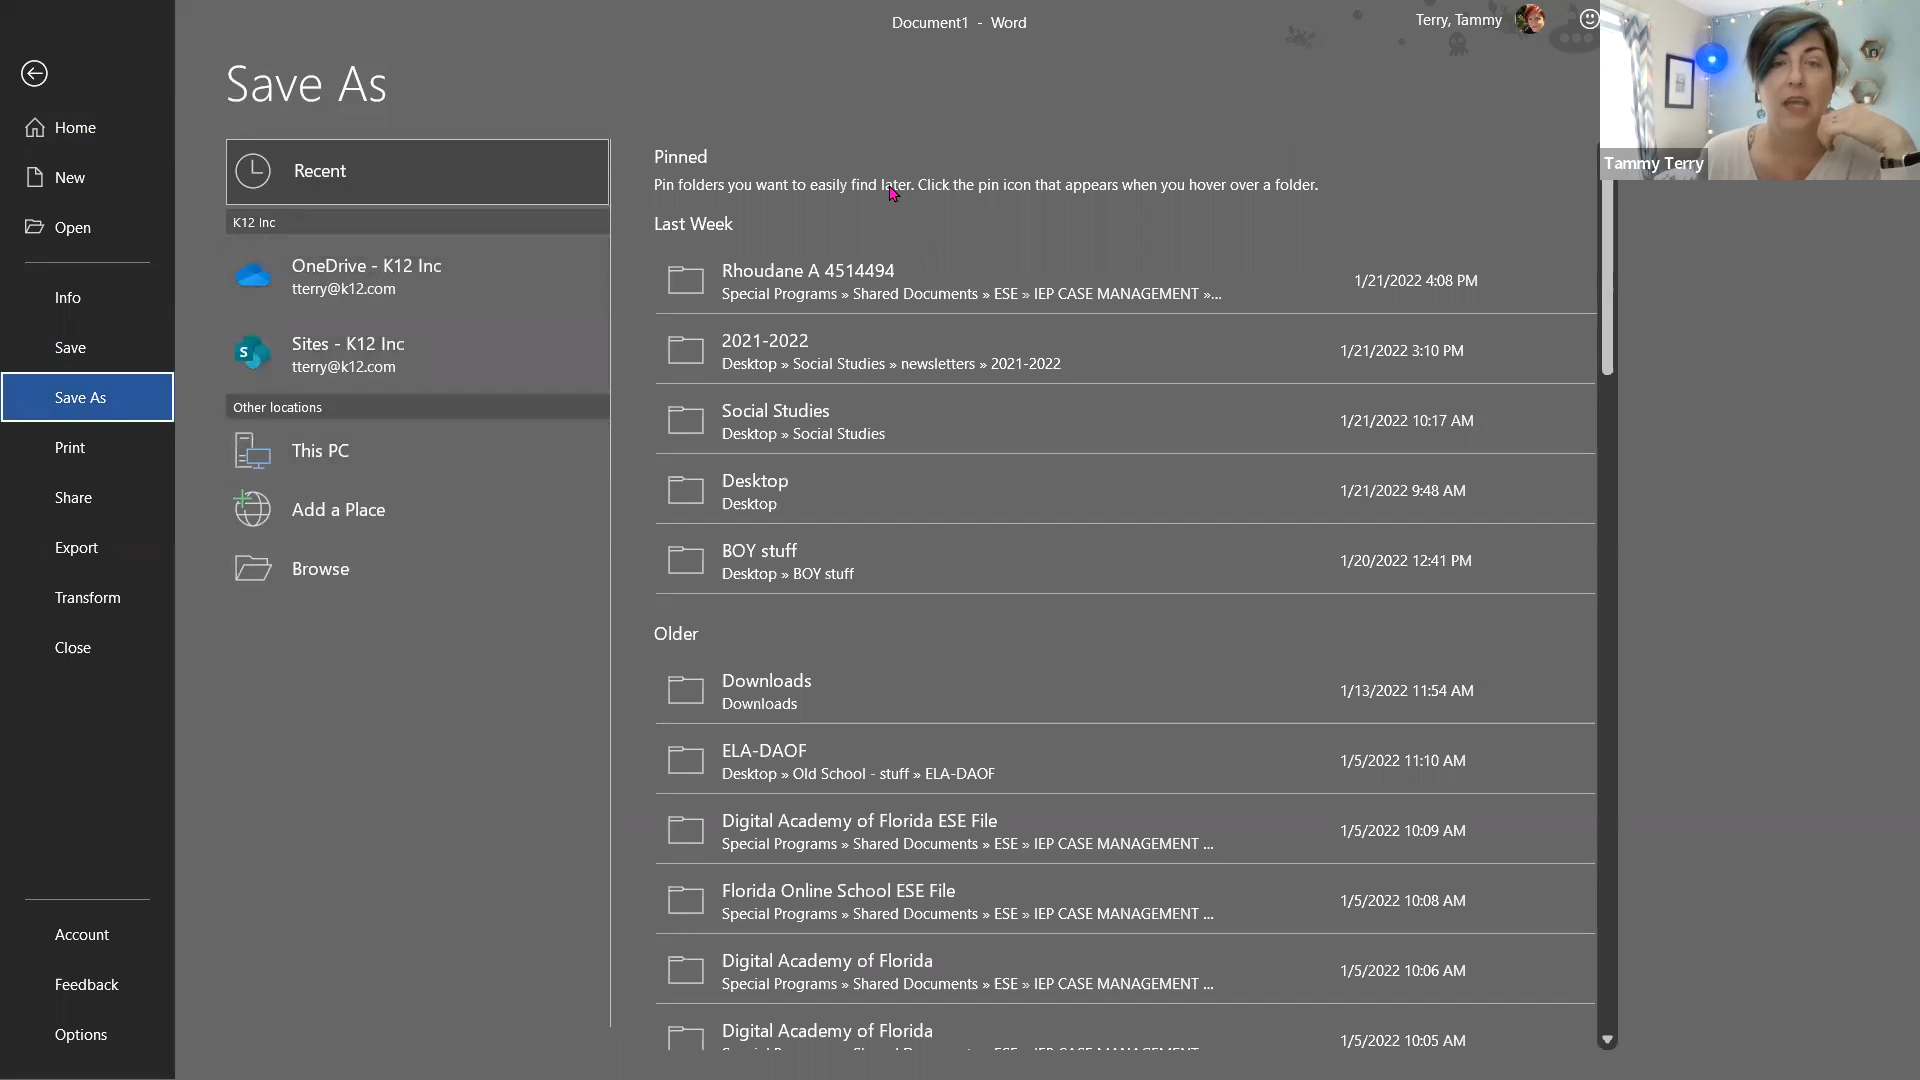 Document1 - Word
Terry, Tammy
Tammy Terry
Home
New
Open
Info
Save
Save As
Print
Share
Export
Transform
Close
Account
Feedback
Options
Save As
Recent
K12 Inc
OneDrive - K12 Inc
tterry@k12.com
Sites - K12 Inc
tterry@k12.com
Other locations
This PC
Add a Place
Browse
Pinned
Pin folders you want to easily find later. Click the pin icon that appears when you hover over a folder.
Last Week
Rhoudane A 4514494
Special Programs » Shared Documents » ESE » IEP CASE MANAGEMENT »...
1/21/2022 4:08 PM
2021-2022
Desktop » Social Studies » newsletters » 2021-2022
1/21/2022 3:10 PM
Social Studies
Desktop » Social Studies
1/21/2022 10:17 AM
Desktop
Desktop
1/21/2022 9:48 AM
BOY stuff
Desktop » BOY stuff
1/20/2022 12:41 PM
Older
Downloads
Downloads
1/13/2022 11:54 AM
ELA-DAOF
Desktop » Old School - stuff » ELA-DAOF
1/5/2022 11:10 AM
Digital Academy of Florida ESE File
Special Programs » Shared Documents » ESE » IEP CASE MANAGEMENT ...
1/5/2022 10:09 AM
Florida Online School ESE File
Special Programs » Shared Documents » ESE » IEP CASE MANAGEMENT ...
1/5/2022 10:08 AM
Digital Academy of Florida
Special Programs » Shared Documents » ESE » IEP CASE MANAGEMENT ...
1/5/2022 10:06 AM
Digital Academy of Florida
1/5/2022 10:05 AM